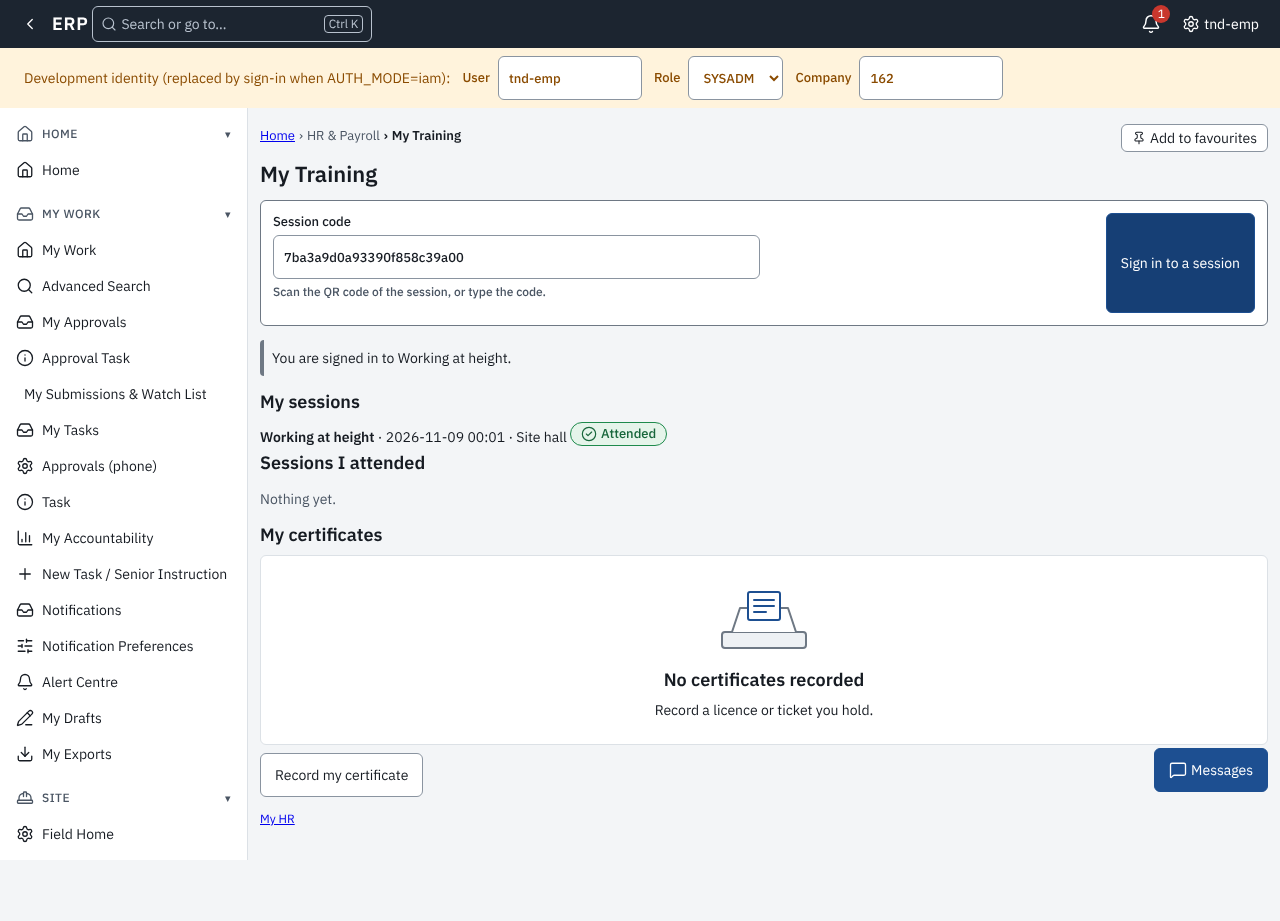 ERP
Search or go to...
Ctrl K
1
tnd-emp
Development identity (replaced by sign-in when AUTH_MODE=iam):
User
tnd-emp
Role
SYSADM
Company
162
HOME
Home
MY WORK
My Work
Advanced Search
My Approvals
Approval Task
My Submissions & Watch List
My Tasks
Approvals (phone)
Task
My Accountability
New Task / Senior Instruction
Notifications
Notification Preferences
Alert Centre
My Drafts
My Exports
SITE
Field Home
Home › HR & Payroll › My Training
Add to favourites
My Training
Session code
7ba3a9d0a93390f858c39a00
Scan the QR code of the session, or type the code.
Sign in to a session
You are signed in to Working at height.
My sessions
Working at height · 2026-11-09 00:01 · Site hall Attended
Sessions I attended
Nothing yet.
My certificates
No certificates recorded
Record a licence or ticket you hold.
Record my certificate
Messages
My HR